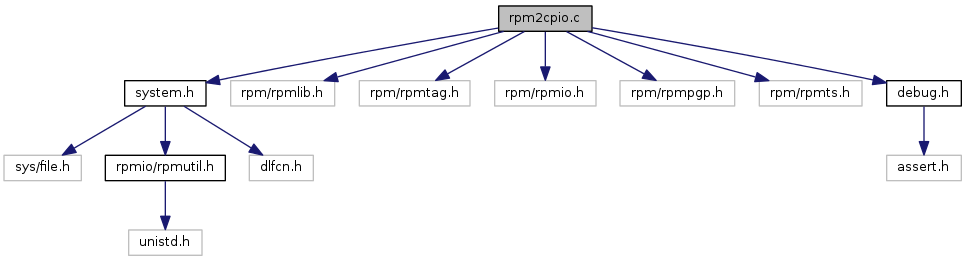 rpm2cpio.c
system.h
rpm/rpmlib.h
rpm/rpmtag.h
rpm/rpmio.h
rpm/rpmpgp.h
rpm/rpmts.h
debug.h
sys/file.h
rpmio/rpmutil.h
dlfcn.h
assert.h
unistd.h